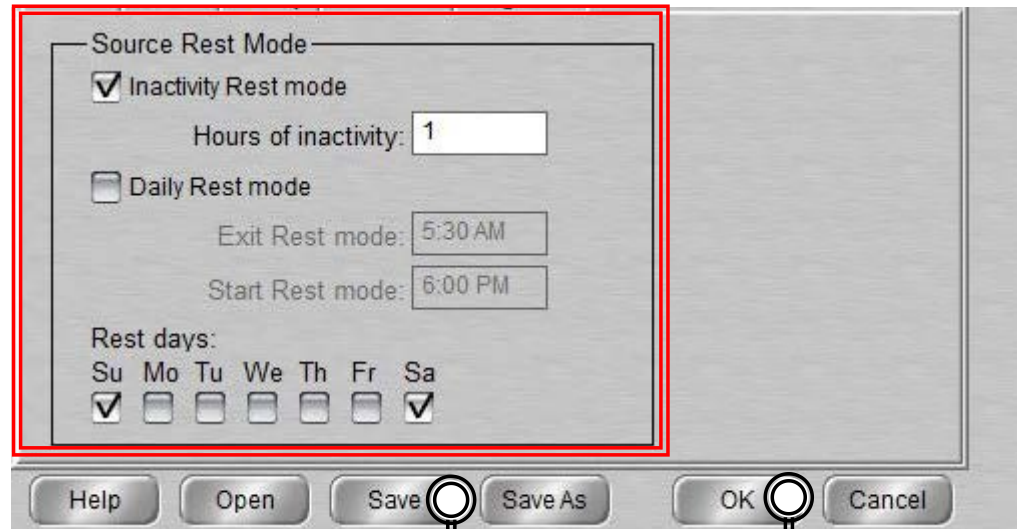 Source Rest Mode
Inactivity Rest mode
Hours of inactivity: 1
Daily Rest mode
Exit Rest mode: 5:30 AM
Start Rest mode: 6:00 PM
Rest days:
Su Mo Tu We Th Fr Sa
Help Open Save Save As OK Cancel